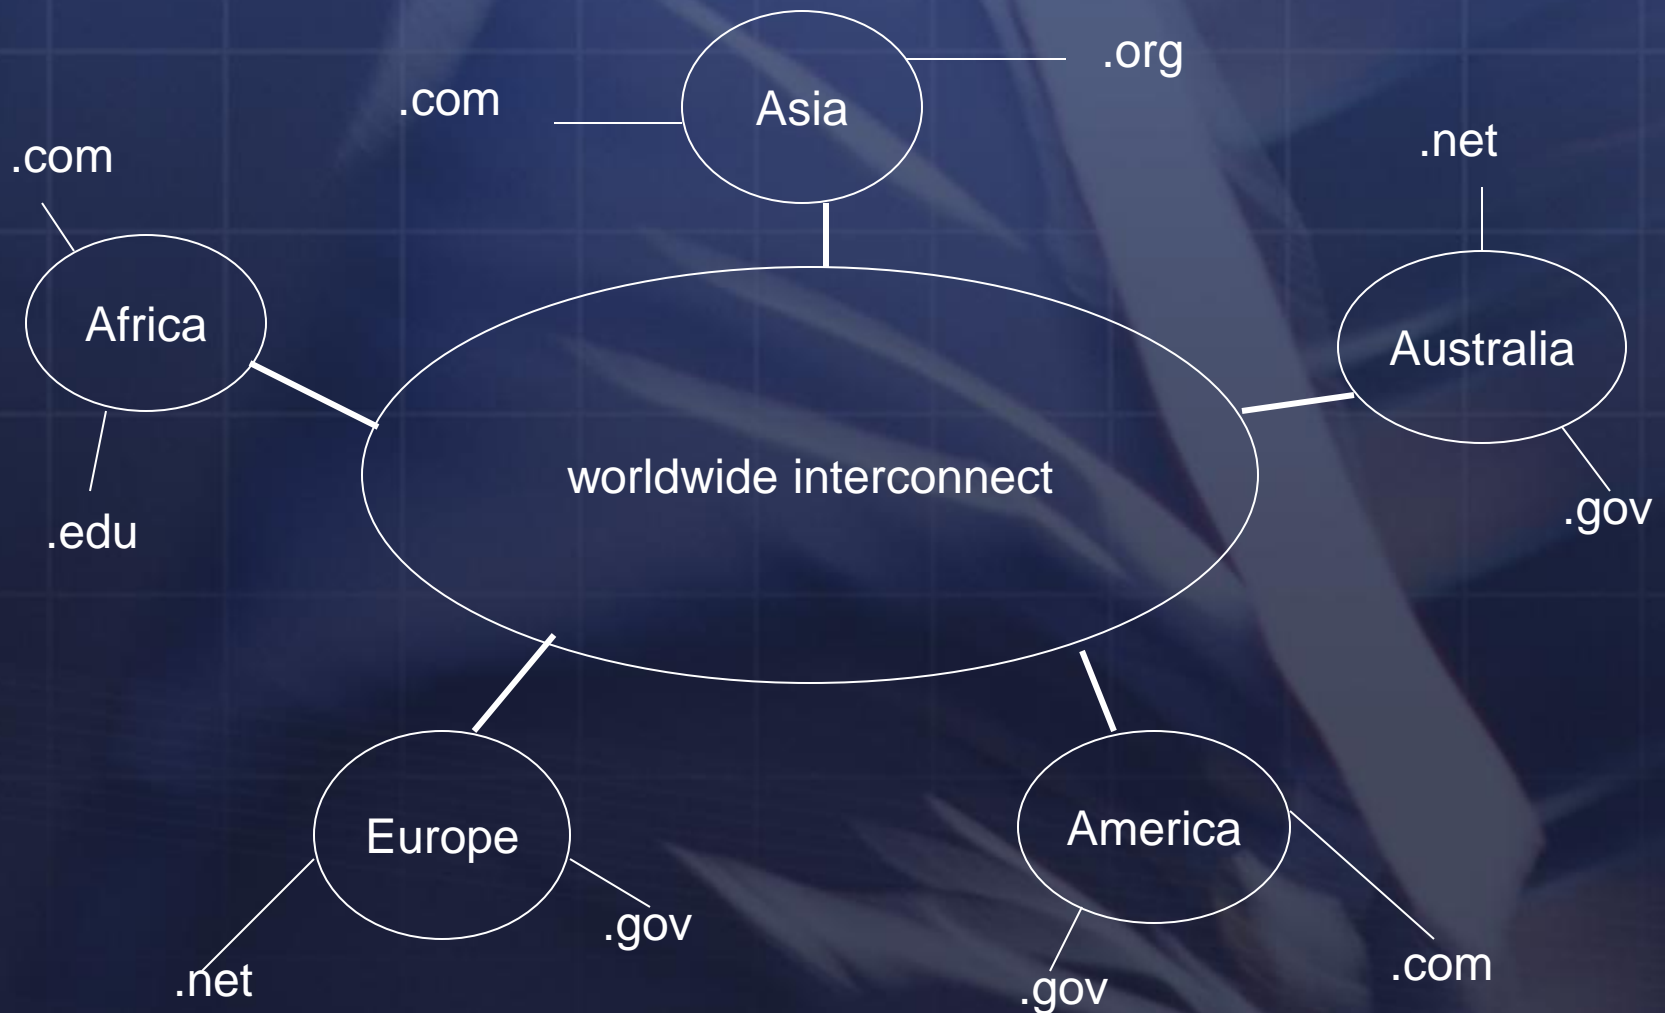 .org
.com
Asia
.net
.com
Africa
Australia
worldwide interconnect
.gov
.edu
Europe
America
.gov
.com
.net
.gov